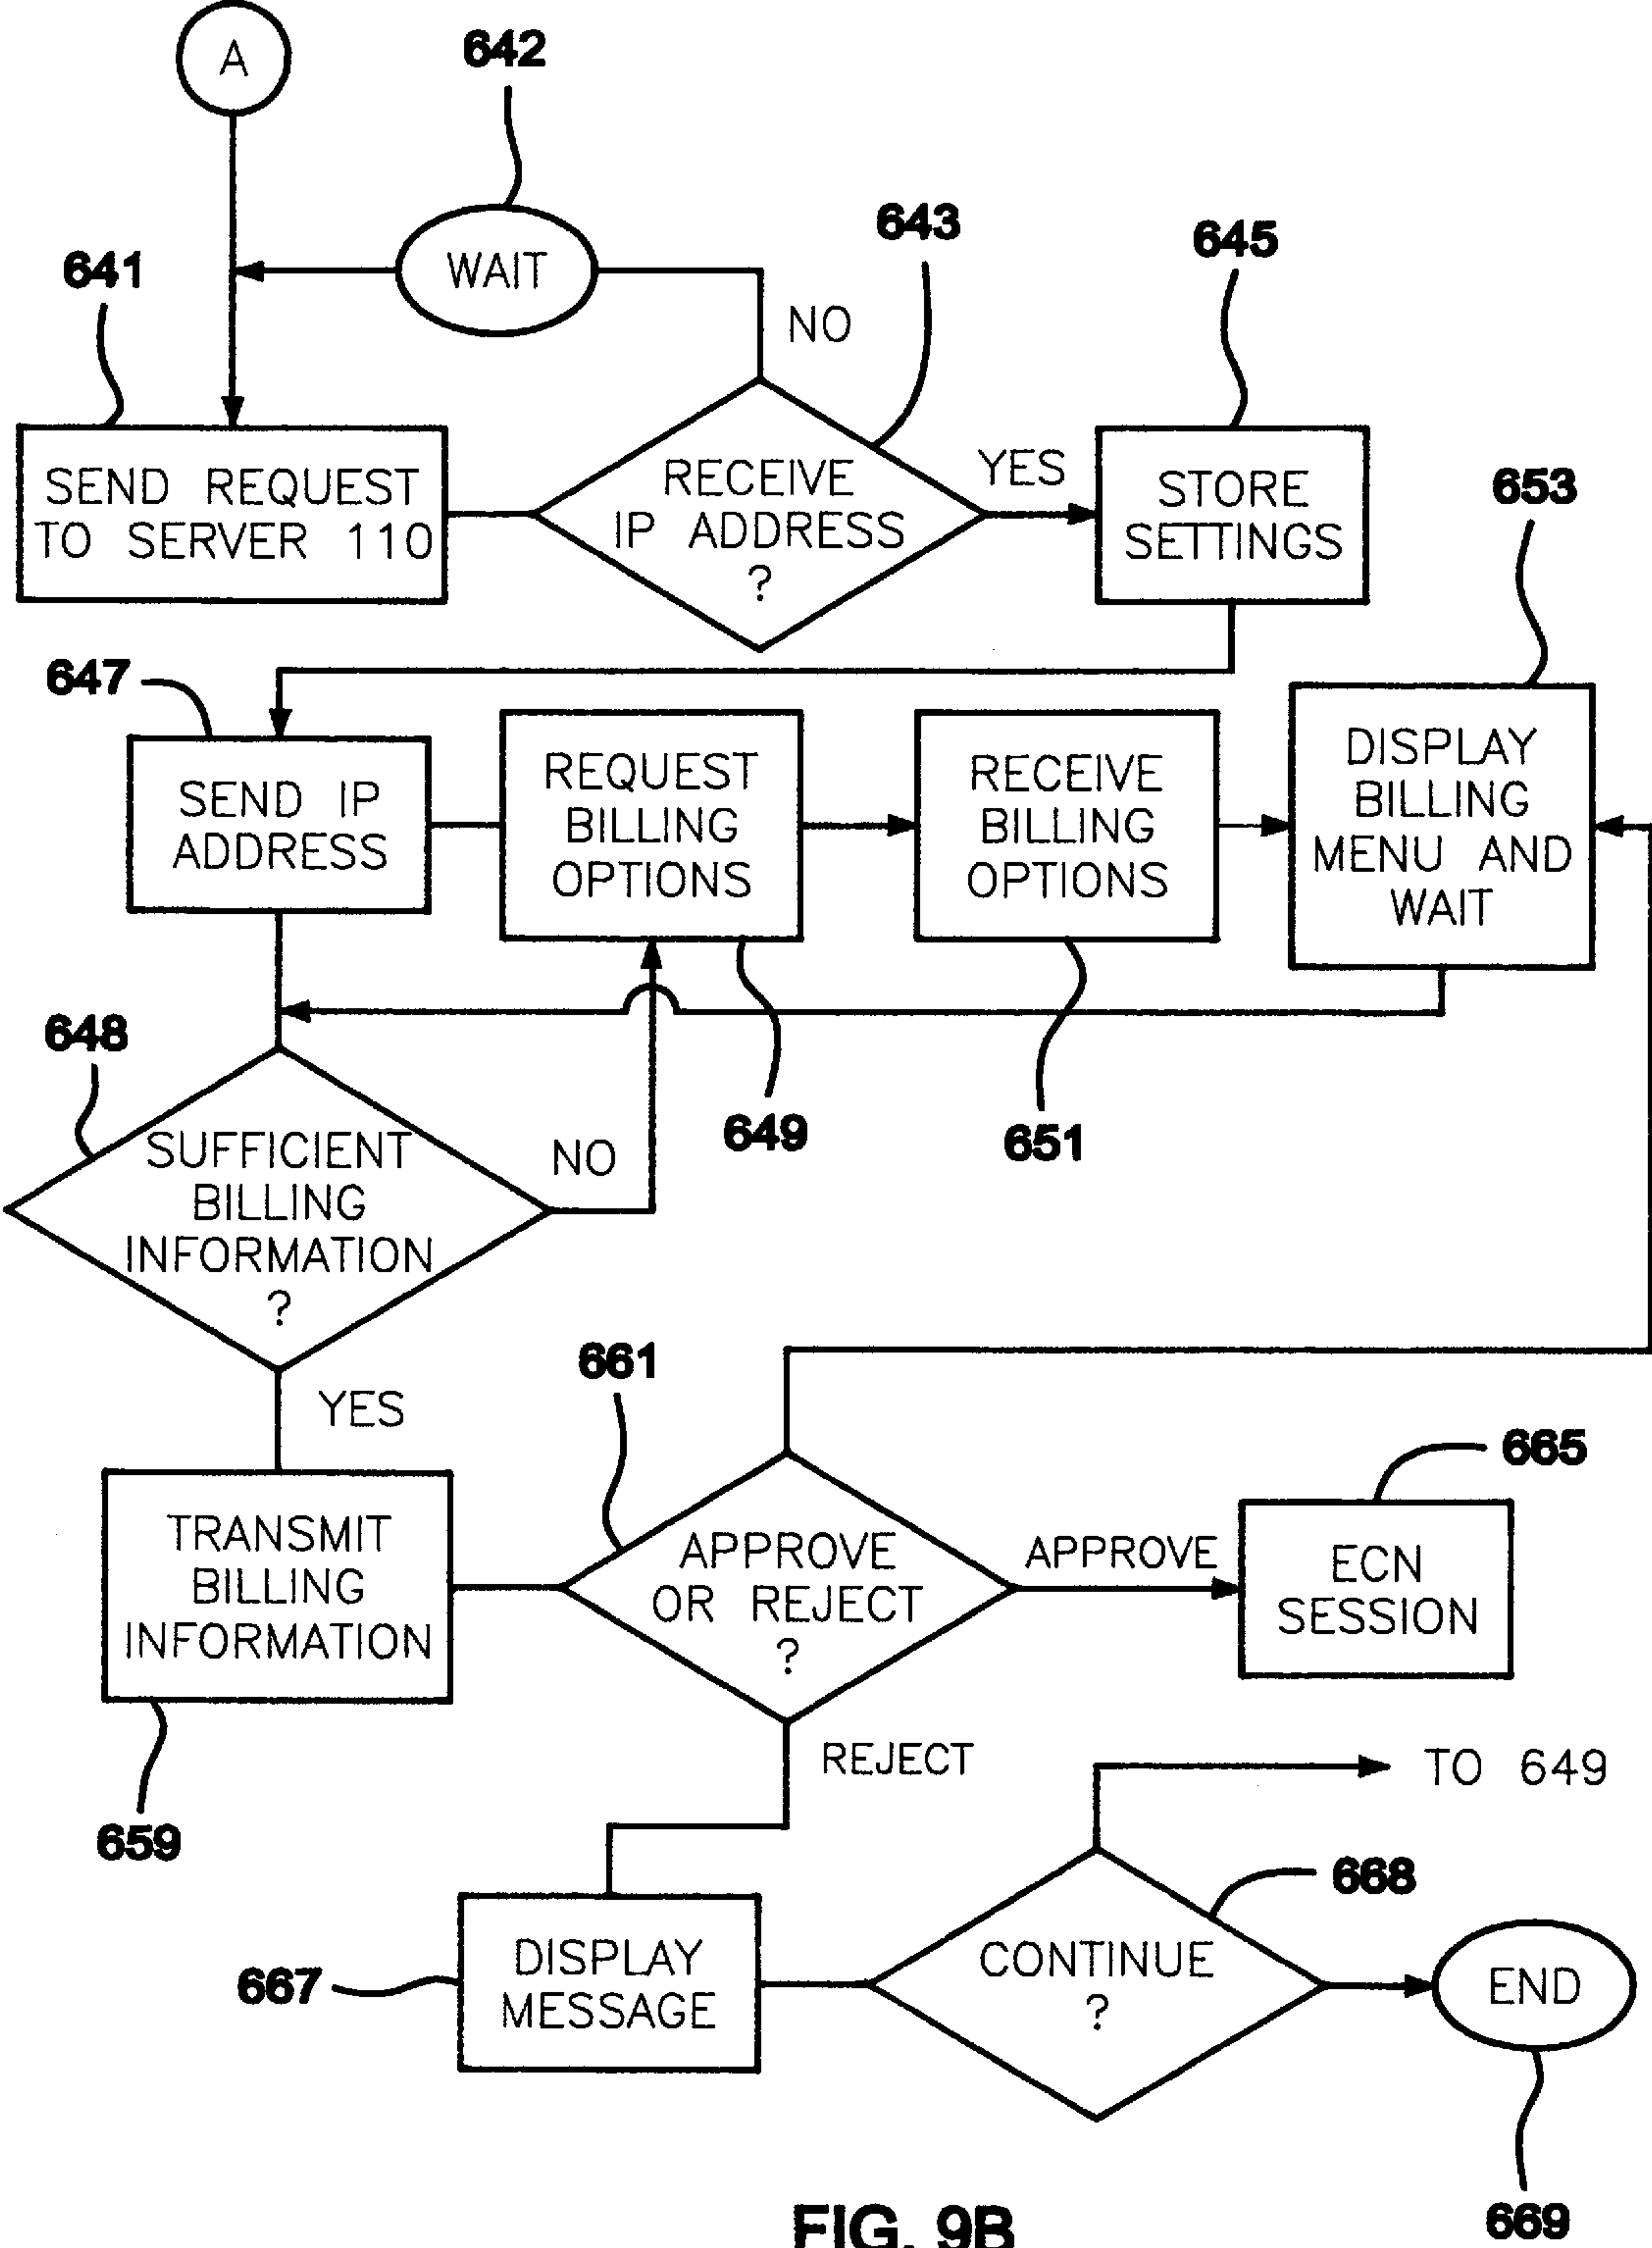 A
642
643
645
641
WAIT
NO
SEND REQUEST
TO SERVER 110
RECEIVE
IP ADDRESS
?
YES
STORE
SETTINGS
653
647
SEND IP
ADDRESS
REQUEST
BILLING
OPTIONS
RECEIVE
BILLING
OPTIONS
DISPLAY
BILLING
MENU AND
WAIT
648
649
651
SUFFICIENT
BILLING
INFORMATION
?
NO
YES
661
665
TRANSMIT
BILLING
INFORMATION
APPROVE
OR REJECT
?
APPROVE
ECN
SESSION
659
REJECT
TO 649
668
667
DISPLAY
MESSAGE
CONTINUE
?
END
669
FIG. 9B